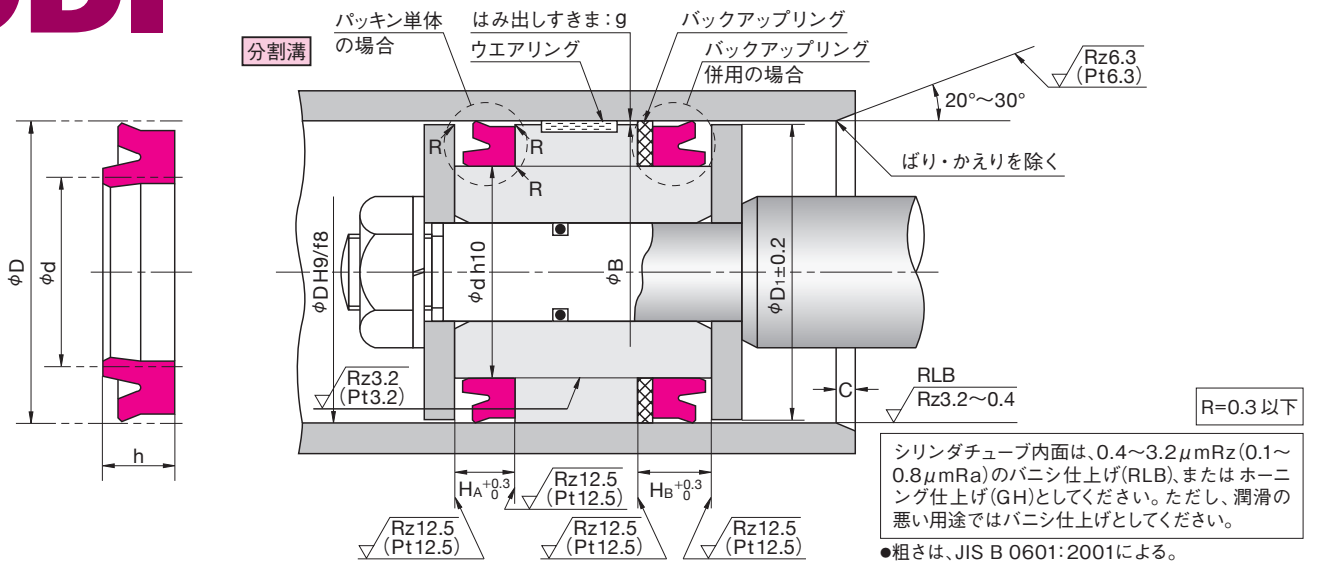 分割溝
パッキン単体
の場合
はみ出しすきま:g
ウエアリング
バックアップリング
バックアップリング
併用の場合
Rz6.3
(Pt6.3)
20°~30°
ばり・かえりを除く
R
R
R
φD
φd
h
φDH9/f8
φdh10
φB
φD1±0.2
Rz3.2
(Pt3.2)
C
RLB
Rz3.2~0.4
R=0.3以下
HA +0.3 0
Rz12.5
(Pt12.5)
HB +0.3 0
Rz12.5
(Pt12.5)
Rz12.5
(Pt12.5)
Rz12.5
(Pt12.5)
シリンダチューブ内面は、0.4~3.2μmRz(0.1~
0.8μmRa)のバニシ仕上げ(RLB)、またはホーニ
ング仕上げ(GH)としてください。ただし、潤滑の
悪い用途ではバニシ仕上げとしてください。
●粗さは、JIS B 0601:2001による。